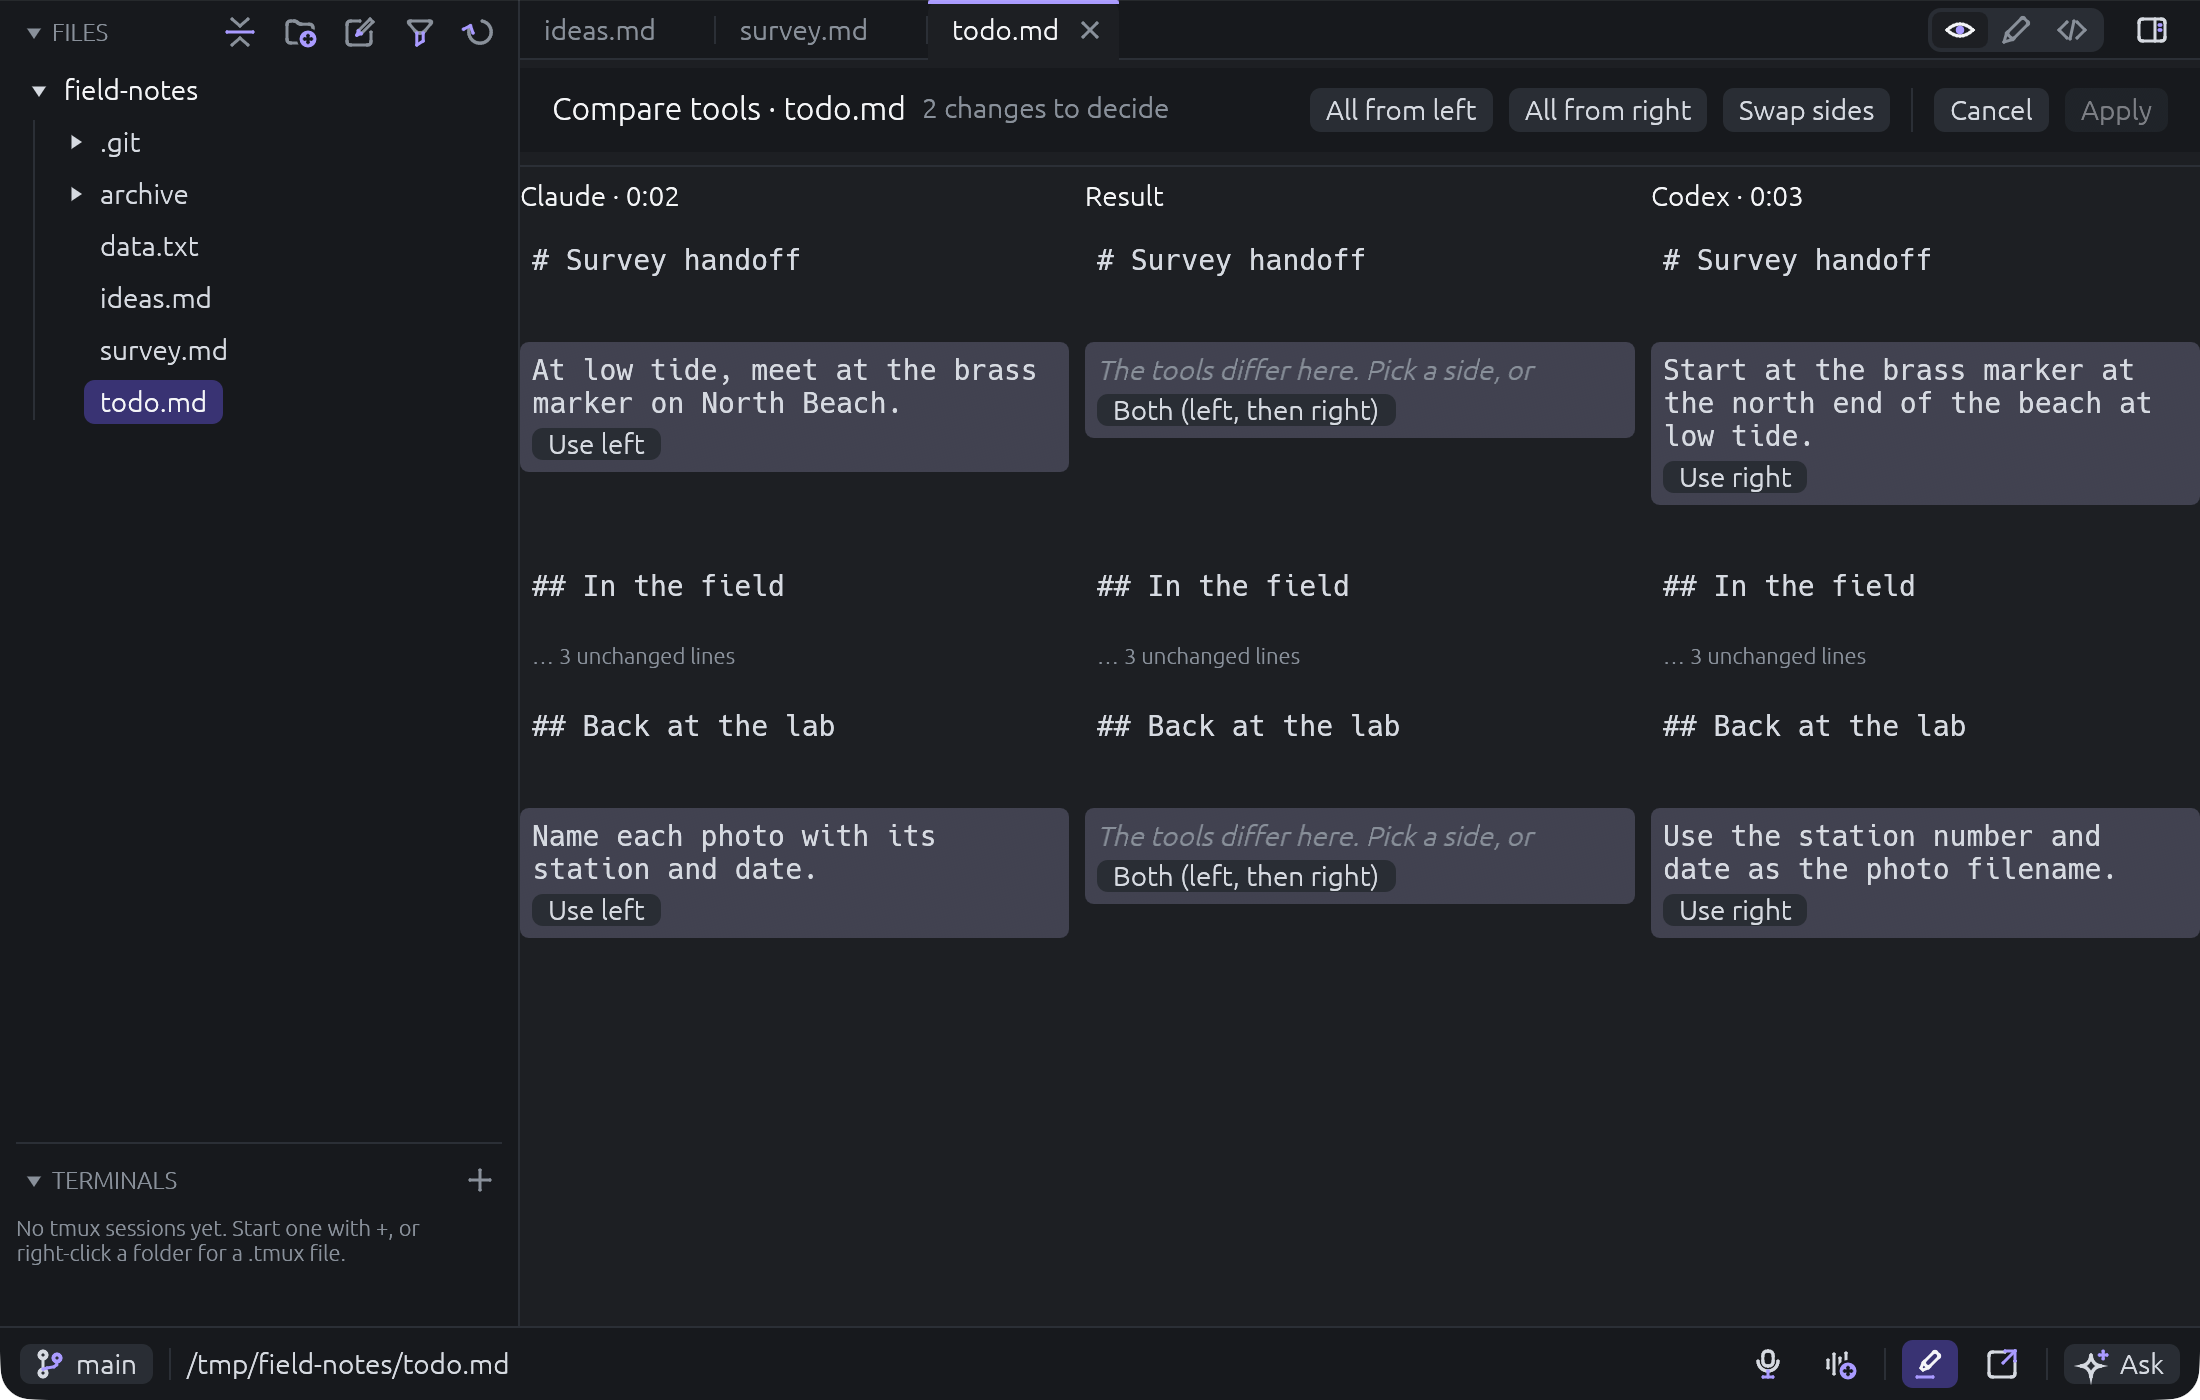 FILES
field-notes
.git
archive
data.txt
ideas.md
survey.md
todo.md
TERMINALS
No tmux sessions yet. Start one with +, or
right-click a folder for a .tmux file.
ideas.md survey.md todo.md
Compare tools · todo.md 2 changes to decide All from left All from right Swap sides Cancel Apply
Claude · 0:02
# Survey handoff
At low tide, meet at the brass
marker on North Beach.
Use left
## In the field
... 3 unchanged lines
## Back at the lab
Name each photo with its
station and date.
Use left
Result
# Survey handoff
The tools differ here. Pick a side, or
Both (left, then right)
## In the field
... 3 unchanged lines
## Back at the lab
The tools differ here. Pick a side, or
Both (left, then right)
Codex · 0:03
# Survey handoff
Start at the brass marker at
the north end of the beach at
low tide.
Use right
## In the field
... 3 unchanged lines
## Back at the lab
Use the station number and
date as the photo filename.
Use right
main /tmp/field-notes/todo.md Ask